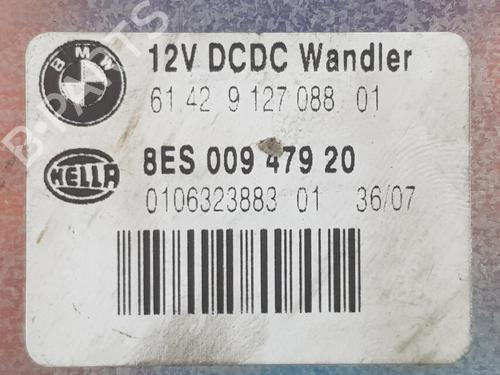 BMW
12V DCDC Wandler
61 42 9 127 088 01
HELLA
8ES 009 479 20
0106323883 01 36/07
B-PARTS